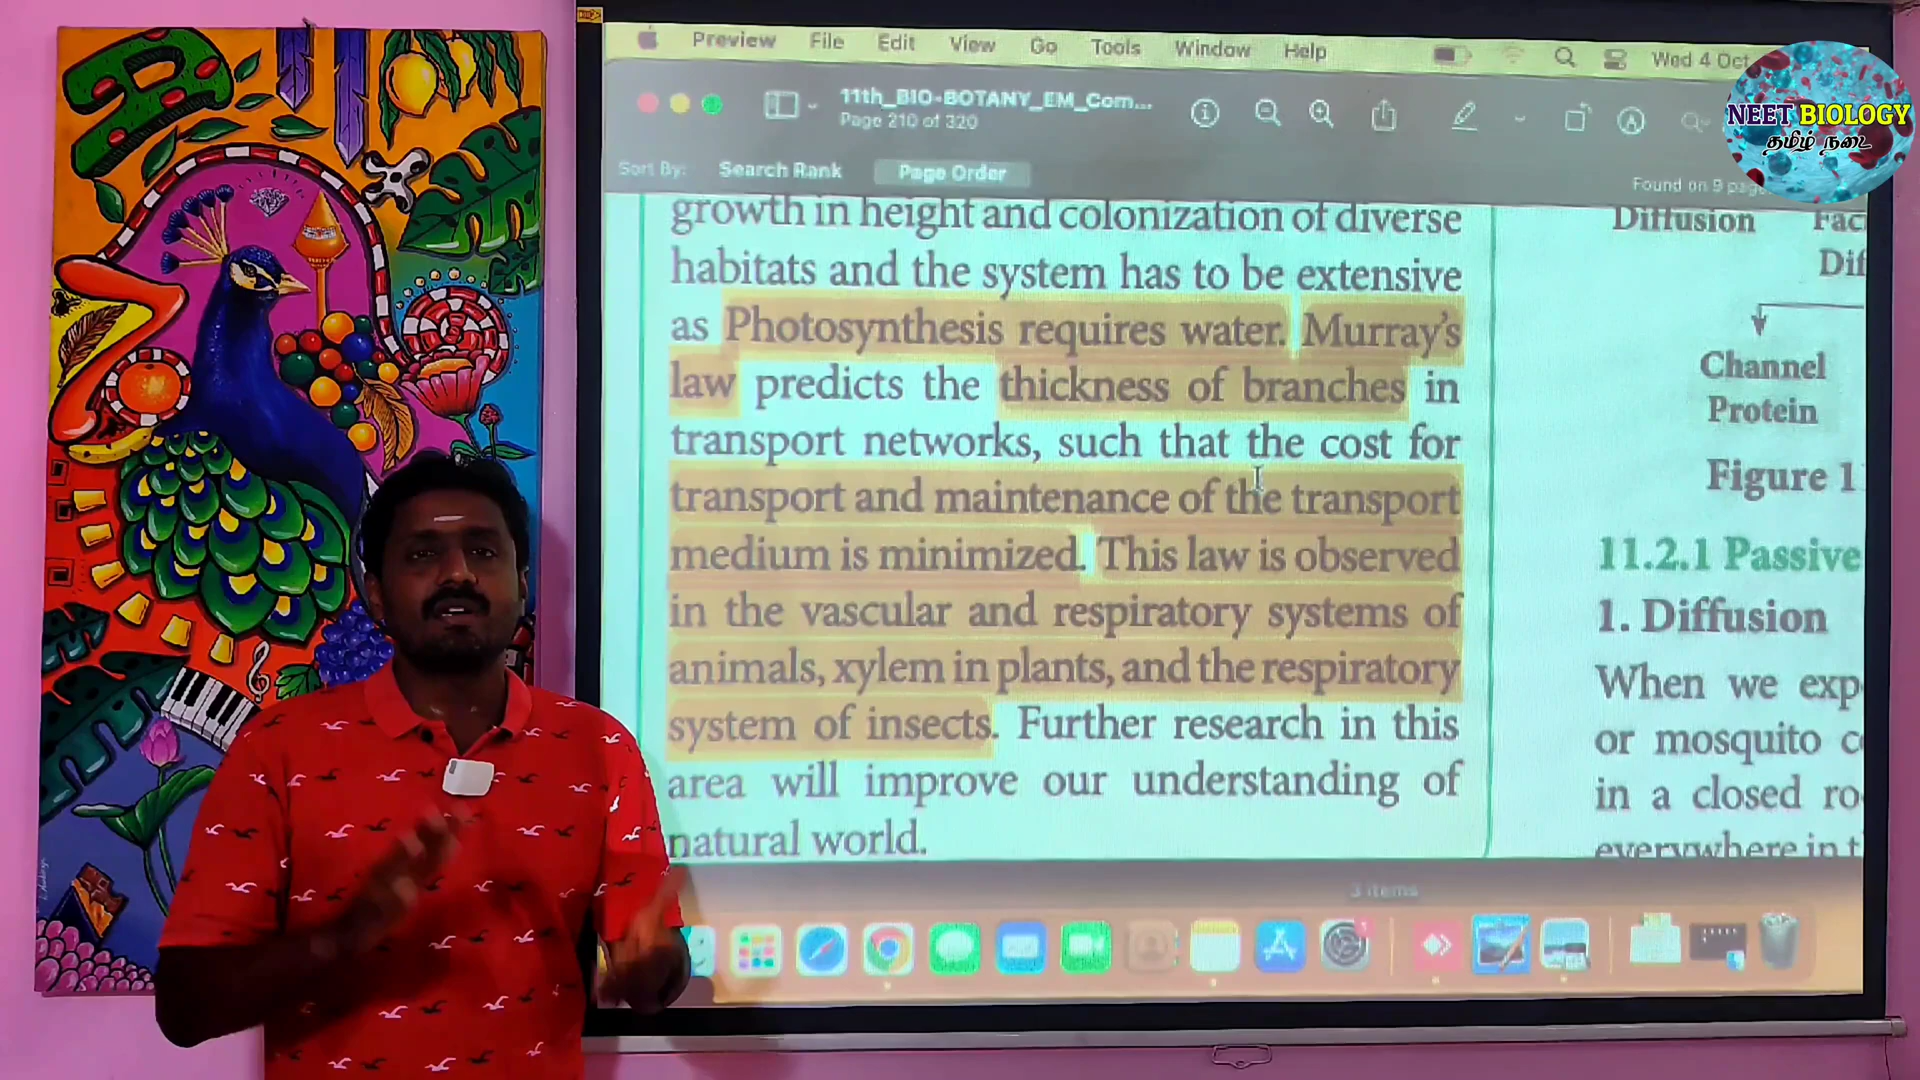 Preview File Edit View Go Tools Window Help
Wed 4 Oct
11th_BIO-BOTANY_EM_Com...
Page 210 of 320
NEET BIOLOGY
தமிழ் நடை
Sort By: Search Rank Page Order
Found on 9
growth in height and colonization of diverse
habitats and the system has to be extensive
as Photosynthesis requires water. Murray's
law predicts the thickness of branches in
transport networks, such that the cost for
transport and maintenance of the transport
medium is minimized. This law is observed
in the vascular and respiratory systems of
animals, xylem in plants, and the respiratory
system of insects. Further research in this
area will improve our understanding of
natural world.
Diffusion Fac
Dif
Channel
Protein
Figure 1
11.2.1 Passive
1. Diffusion
When we exp
or mosquito c
in a closed ro
everywhere in t
3 items